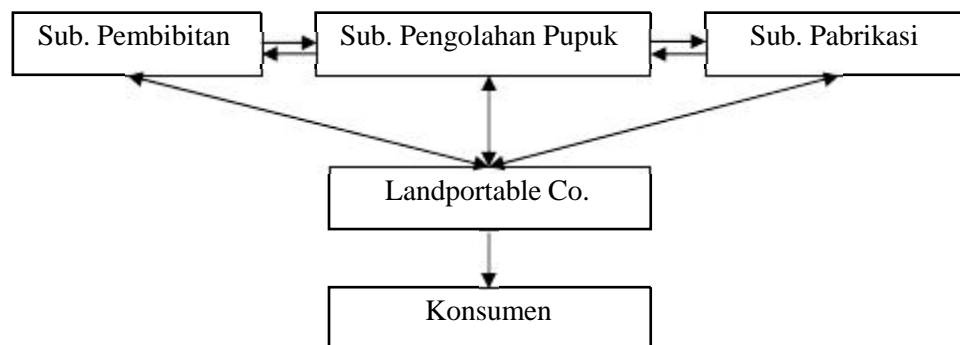 Sub. Pembibitan
Sub. Pengolahan Pupuk
Sub. Pabrikasi
Landportable Co.
Konsumen